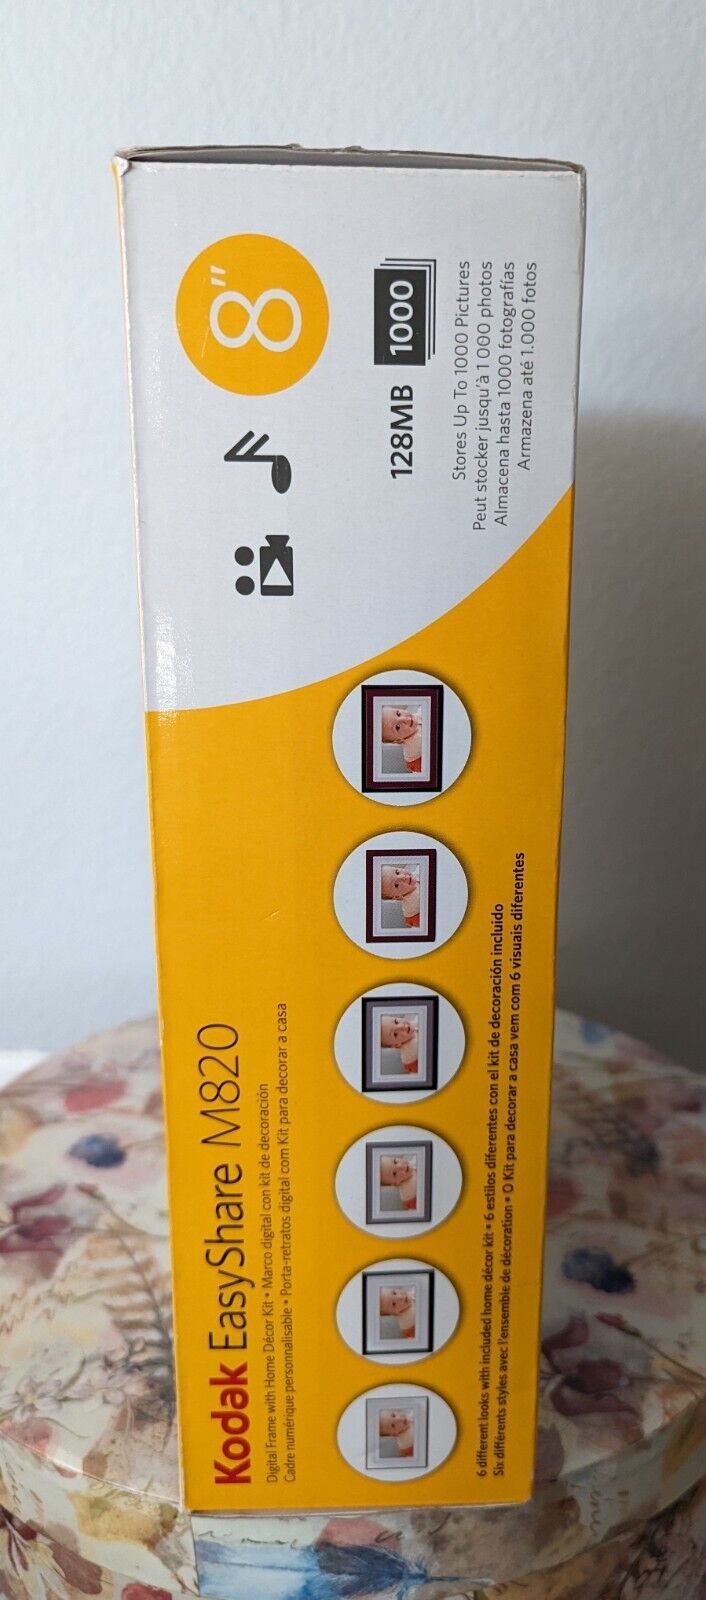 Kodak EasyShare M820
Digital Frame with Home Décor Kit • Marco digital con kit de decoración
Cadre numérique personnalisable • Porta-retratos digital com Kit para decorar a casa
6 different looks with included home décor kit • 6 estilos diferentes con el kit de decoración incluido
Six différents styles avec l'ensemble de décoration • O Kit para decorar a casa vem com 6 visuais diferentes
8"
128MB 1000
Stores Up To 1000 Pictures
Peut stocker jusqu'à 1 000 photos
Almacena hasta 1000 fotografías
Armazena até 1.000 fotos